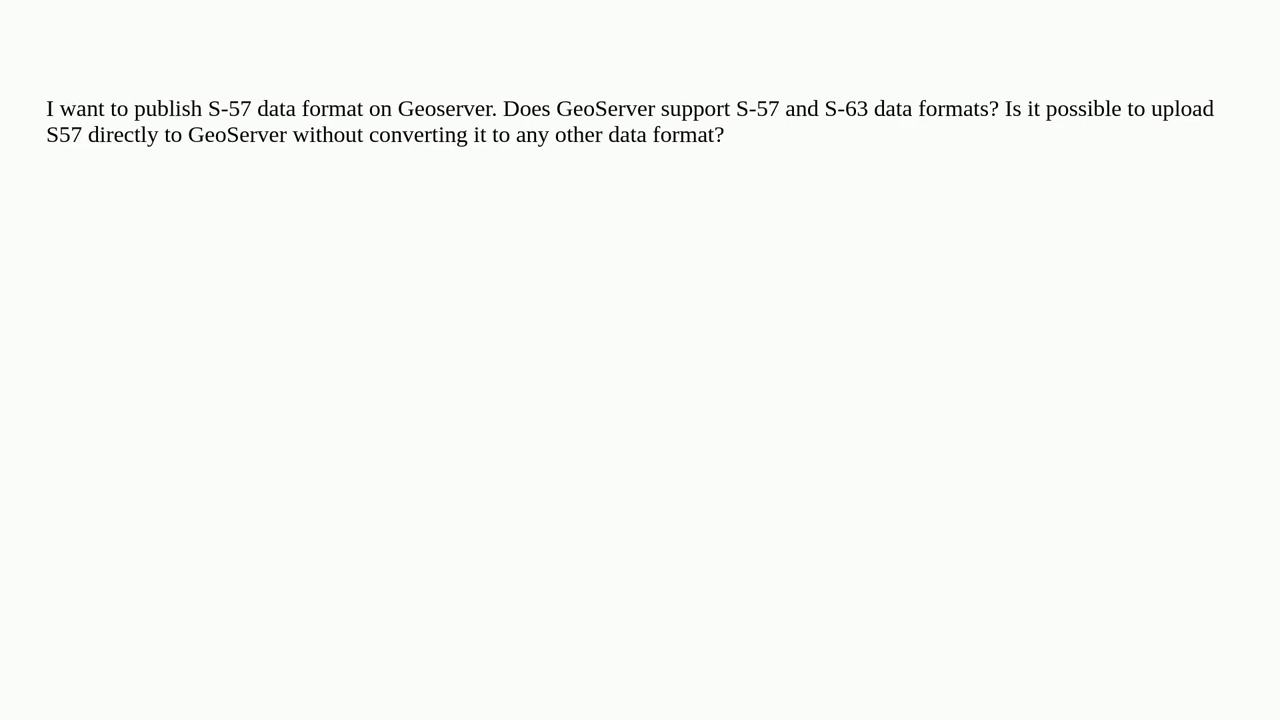 I want to publish S-57 data format on Geoserver. Does GeoServer support S-57 and S-63 data formats? Is it possible to upload
S57 directly to GeoServer without converting it to any other data format?